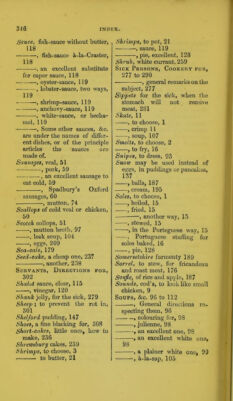 346 INDEX.
Sauce, fish-sauce without butter,
118
———, fish-sauce à-la-Craster,
118
———, an excellent substitute
for caper sauce, 118
———, oyster-sauce, 119
———, lobster-sauce, two ways,
119
———, shrimp-sauce, 119
———, anchovy-sauce, 119
———, white-sauce, or becha-
mel, 119
———, Some other sauces, &c.
are under the names of differ-
ent dishes, or of the principle
articles the sauces are
made of.
Sausages, veal, 51
———, pork, 59
———, an excellent sausage to
eat cold, 59
———, Spadbury's Oxford
sausages, 60
———, mutton, 74
Scallops of cold veal or chicken,
50
Scotch collops, 51
———, mutton broth, 97
———, leek soup, 104
———, eggs, 209
Sea-cale, 179
Seed-cake, a cheap one, 237
———, another, 238
SERVANTS, DIRECTIONS FOR,
302
Shalot sauce, clear, 115
———, vinegar, 120
Shank jelly, for the sick, 279
Sheep; to prevent the rot in,
301
Shelford pudding, 147
Shoes, a fine blacking for, 308
Short-cakes, little ones, how to
make, 236
Shrewsbury cakes, 259
Shrimps, to choose, 3
——— to butter, 21
Shrimps, to pot, 21
———, sauce, 119
———, pie, excellent, 123
Shrub, white currant, 259
SICK PERSONS, COOKERY FOR,
277 to 290
———, general remarks on the
subject, 277
Sippets for the sick, when the
stomach will not receive
meat, 281
Skate, 11
———, to choose, 1
———, crimp 11
———, soup, 107
Smelts, to choose, 2
———, to fry, 16
Snipes, to dress, 93
Snow may be used instead of
eggs, in puddings or pancakes,
137
———, balls, 187
———, cream, 195
Soles, to choose, 1
———, boiled, 15
———, fried, 15
———, another way, 15
———, stewed, 15
———, in the Portuguese way, 15
———, Portuguese stuffing for
soles baked, 16
———, pie, 128
Somersetshire furmenty 189
Sorrel, to stew, for fricandeau
and roast meat, 176
Soufle, of rice and apple, 187
Sounds, cod's, to look like small
chicken, 9
SOUPS, &c. 96 to 112
———, General directions re-
specting them, 96
———, colouring for, 98
———, julienne, 98
———, an excellent one, 98
———, an excellent white one,
98
———, a plainer white one, 99
———, à-la-sap, 105